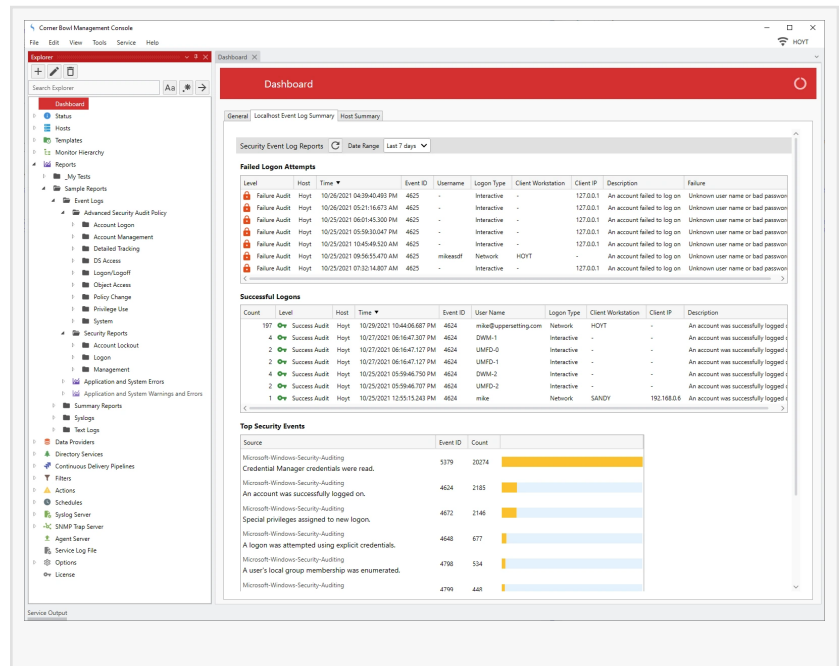 Corner Bowl Management Console
File Edit View Tools Service Help
HOYT
Explorer
Dashboard
Search Explorer
Aa .* →
Dashboard
Status
Hosts
Templates
Monitor Hierarchy
Reports
_My Tests
Sample Reports
Event Logs
Advanced Security Audit Policy
Account Logon
Account Management
Detailed Tracking
DS Access
Logon/Logoff
Object Access
Policy Change
Privilege Use
System
Security Reports
Account Lockout
Logon
Management
Application and System Errors
Application and System Warnings and Errors
Summary Reports
Syslogs
Text Logs
Data Providers
Directory Services
Continuous Delivery Pipelines
Filters
Actions
Schedules
Syslog Server
SNMP Trap Server
Agent Server
Service Log File
Options
License
Dashboard
General Localhost Event Log Summary Host Summary
Security Event Log Reports Date Range Last 7 days
Failed Logon Attempts
Level Host Time ▼ Event ID Username Logon Type Client Workstation Client IP Description Failure
Failure Audit Hoyt 10/26/2021 04:39:40.493 PM 4625 - Interactive - 127.0.0.1 An account failed to log on Unknown user name or bad passwor
Failure Audit Hoyt 10/26/2021 05:21:16.673 AM 4625 - Interactive - 127.0.0.1 An account failed to log on Unknown user name or bad passwor
Failure Audit Hoyt 10/25/2021 06:01:45.300 PM 4625 - Interactive - 127.0.0.1 An account failed to log on Unknown user name or bad passwor
Failure Audit Hoyt 10/25/2021 05:59:30.047 PM 4625 - Interactive - 127.0.0.1 An account failed to log on Unknown user name or bad passwor
Failure Audit Hoyt 10/25/2021 10:45:49.520 AM 4625 - Interactive - 127.0.0.1 An account failed to log on Unknown user name or bad passwor
Failure Audit Hoyt 10/25/2021 09:56:55.470 AM 4625 mikeasdf Network HOYT - An account failed to log on Unknown user name or bad passwor
Failure Audit Hoyt 10/25/2021 07:32:14.807 AM 4625 - Interactive - 127.0.0.1 An account failed to log on Unknown user name or bad passwor
Successful Logons
Count Level Host Time ▼ Event ID User Name Logon Type Client Workstation Client IP Description
197 Success Audit Hoyt 10/29/2021 10:44:06.687 PM 4624 mike@uppersetting.com Network HOYT - An account was successfully logged
4 Success Audit Hoyt 10/27/2021 06:16:47.307 PM 4624 DWM-1 Interactive - - An account was successfully logged
2 Success Audit Hoyt 10/27/2021 06:16:47.127 PM 4624 UMFD-0 Interactive - - An account was successfully logged
2 Success Audit Hoyt 10/27/2021 06:16:47.127 PM 4624 UMFD-1 Interactive - - An account was successfully logged
4 Success Audit Hoyt 10/25/2021 05:59:46.750 PM 4624 DWM-2 Interactive - - An account was successfully logged
2 Success Audit Hoyt 10/25/2021 05:59:46.707 PM 4624 UMFD-2 Interactive - - An account was successfully logged
1 Success Audit Hoyt 10/25/2021 12:55:15.243 PM 4624 mike Network SANDY 192.168.0.6 An account was successfully logged
Top Security Events
Source Event ID Count
Microsoft-Windows-Security-Auditing
Credential Manager credentials were read. 5379 20274
Microsoft-Windows-Security-Auditing
An account was successfully logged on. 4624 2185
Microsoft-Windows-Security-Auditing
Special privileges assigned to new logon. 4672 2146
Microsoft-Windows-Security-Auditing
A logon was attempted using explicit credentials. 4648 677
Microsoft-Windows-Security-Auditing
A user's local group membership was enumerated. 4798 534
Microsoft-Windows-Security-Auditing
4799 448
Service Output